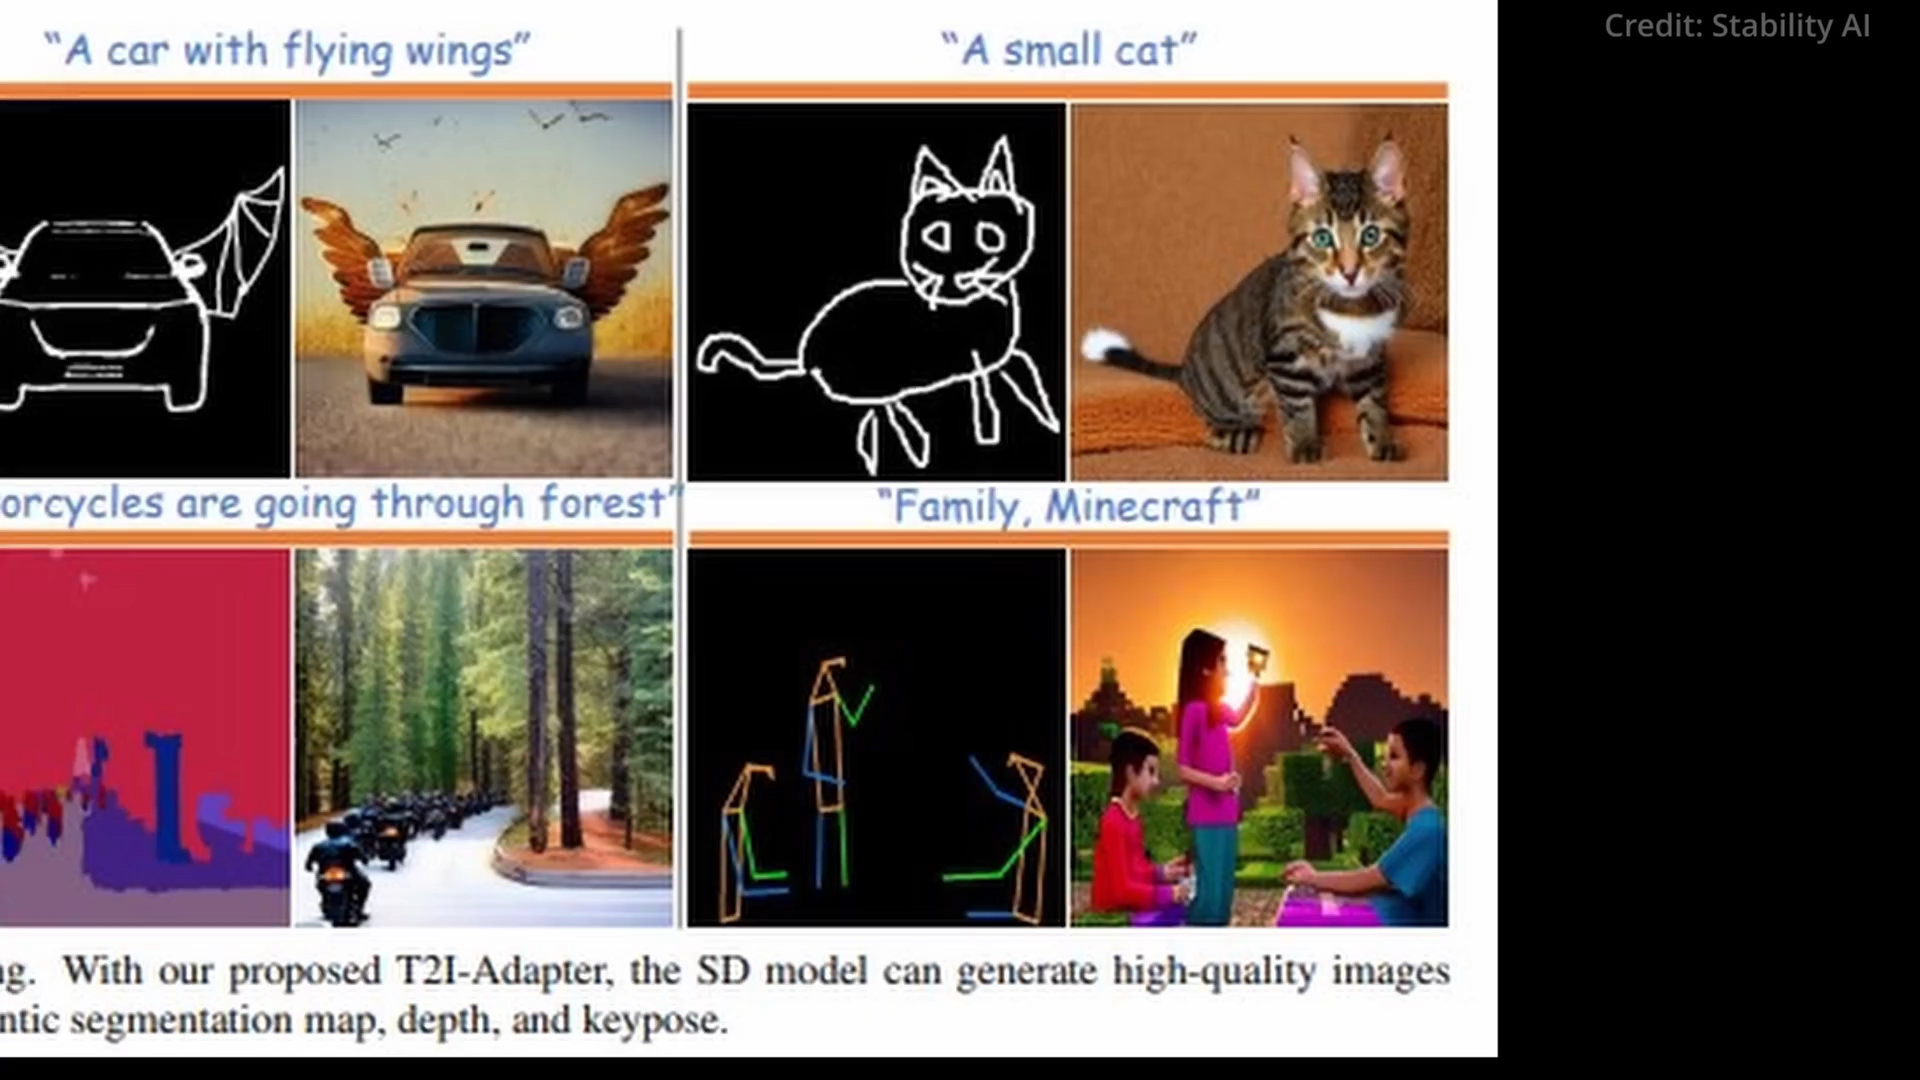 Credit: Stability AI
“A car with flying wings”
“A small cat”
orcycles are going through forest”
“Family, Minecraft”
ng. With our proposed T2I-Adapter, the SD model can generate high-quality images
ntic segmentation map, depth, and keypose.